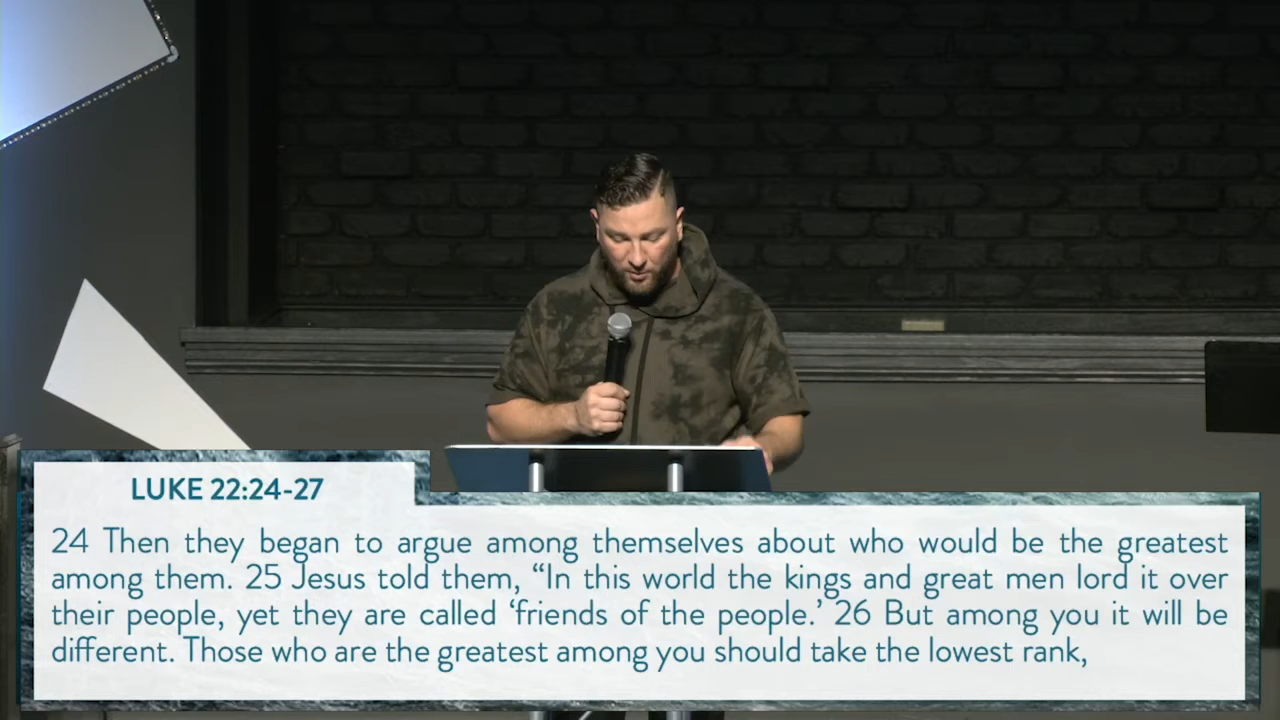 LUKE 22:24-27
24 Then they began to argue among themselves about who would be the greatest
among them. 25 Jesus told them, “In this world the kings and great men lord it over
their people, yet they are called ‘friends of the people.’ 26 But among you it will be
different. Those who are the greatest among you should take the lowest rank,